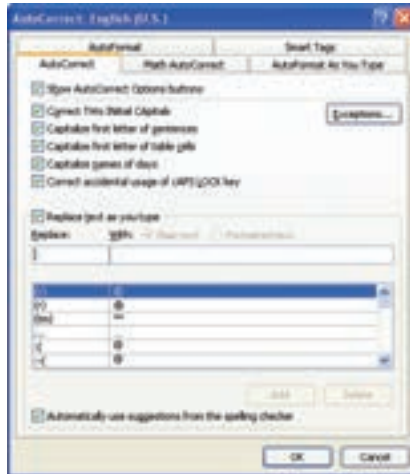 AutoCorrect: English (U.S.)
AutoFormat Smart Tags
AutoCorrect Math AutoCorrect AutoFormat As You Type
Show AutoCorrect Options buttons
Correct TWo INitial CApitals
Exceptions...
Capitalize first letter of sentences
Capitalize first letter of table cells
Capitalize names of days
Correct accidental usage of cAPS LOCK key
Replace text as you type
Replace: With: Plain text Formatted text
(r) ®
(tm) ™
...
:( 
:-(
Add Delete
Automatically use suggestions from the spelling checker
OK Cancel